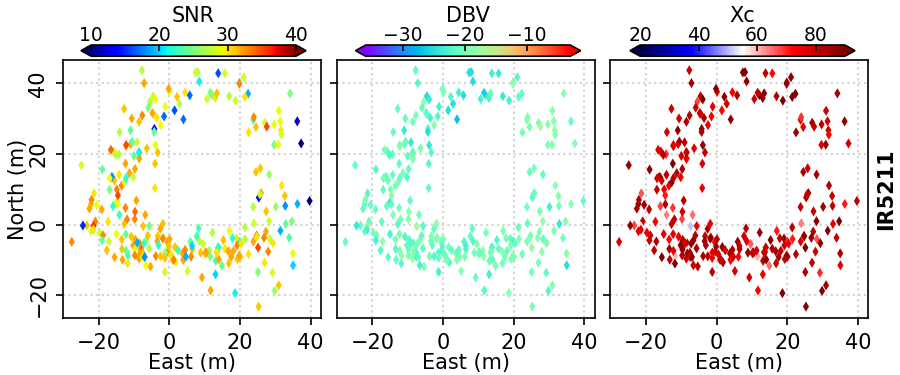 SNR
DBV
Xc
10 20 30 40
−30 −20 −10
20 40 60 80
North (m)
40
20
0
−20
−20 0 20 40
−20 0 20 40
−20 0 20 40
East (m)
East (m)
East (m)
IR5211